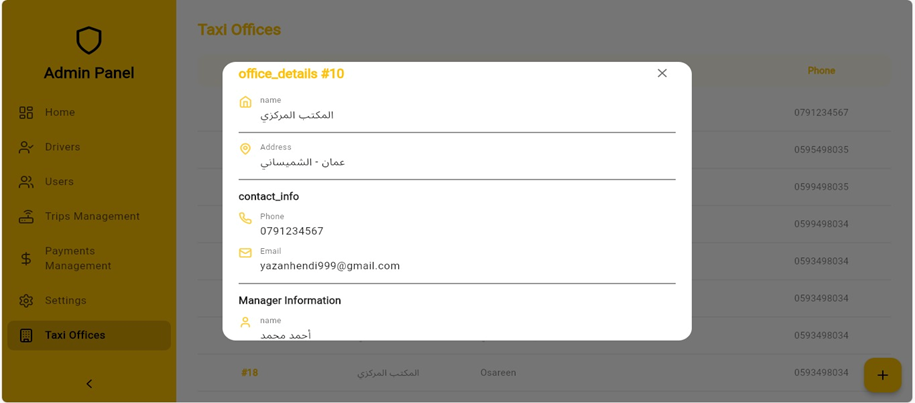 Admin Panel
Home
Drivers
Users
Trips Management
Payments
Management
Settings
Taxi Offices
Taxi Offices
Phone
0791234567
0595498035
0599498035
0599498034
0593498034
0593498034
0593498034
#18
المكتب المركزي
Osareen
0593498034
+
office_details #10
name
المكتب المركزي
Address
عمان - الشميساني
contact_info
Phone
0791234567
Email
yazanhendi999@gmail.com
Manager Information
name
أحمد محمد